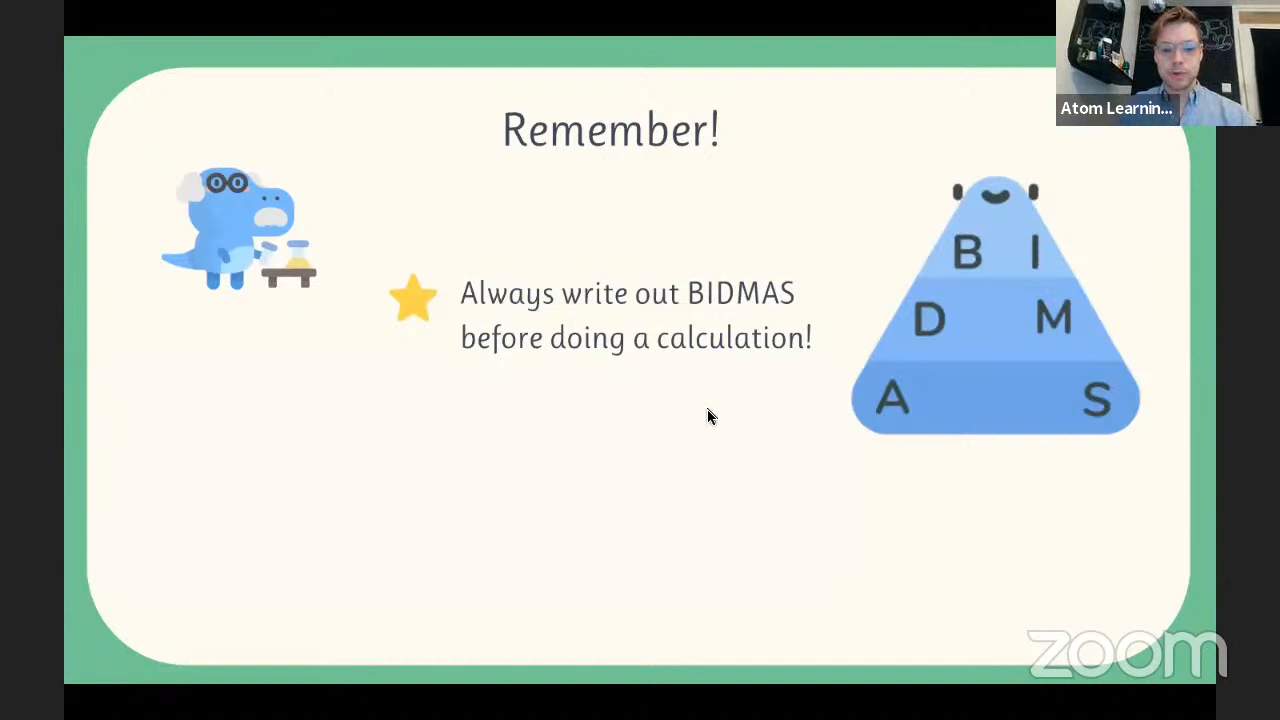 Atom Learnin...
Remember!
Always write out BIDMAS
before doing a calculation!
B I
D M
A S
zoom